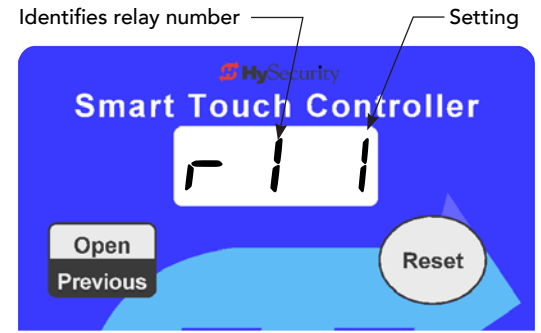 Identifies relay number
Setting
HySecurity
Smart Touch Controller
r 1 1
Open
Previous
Reset